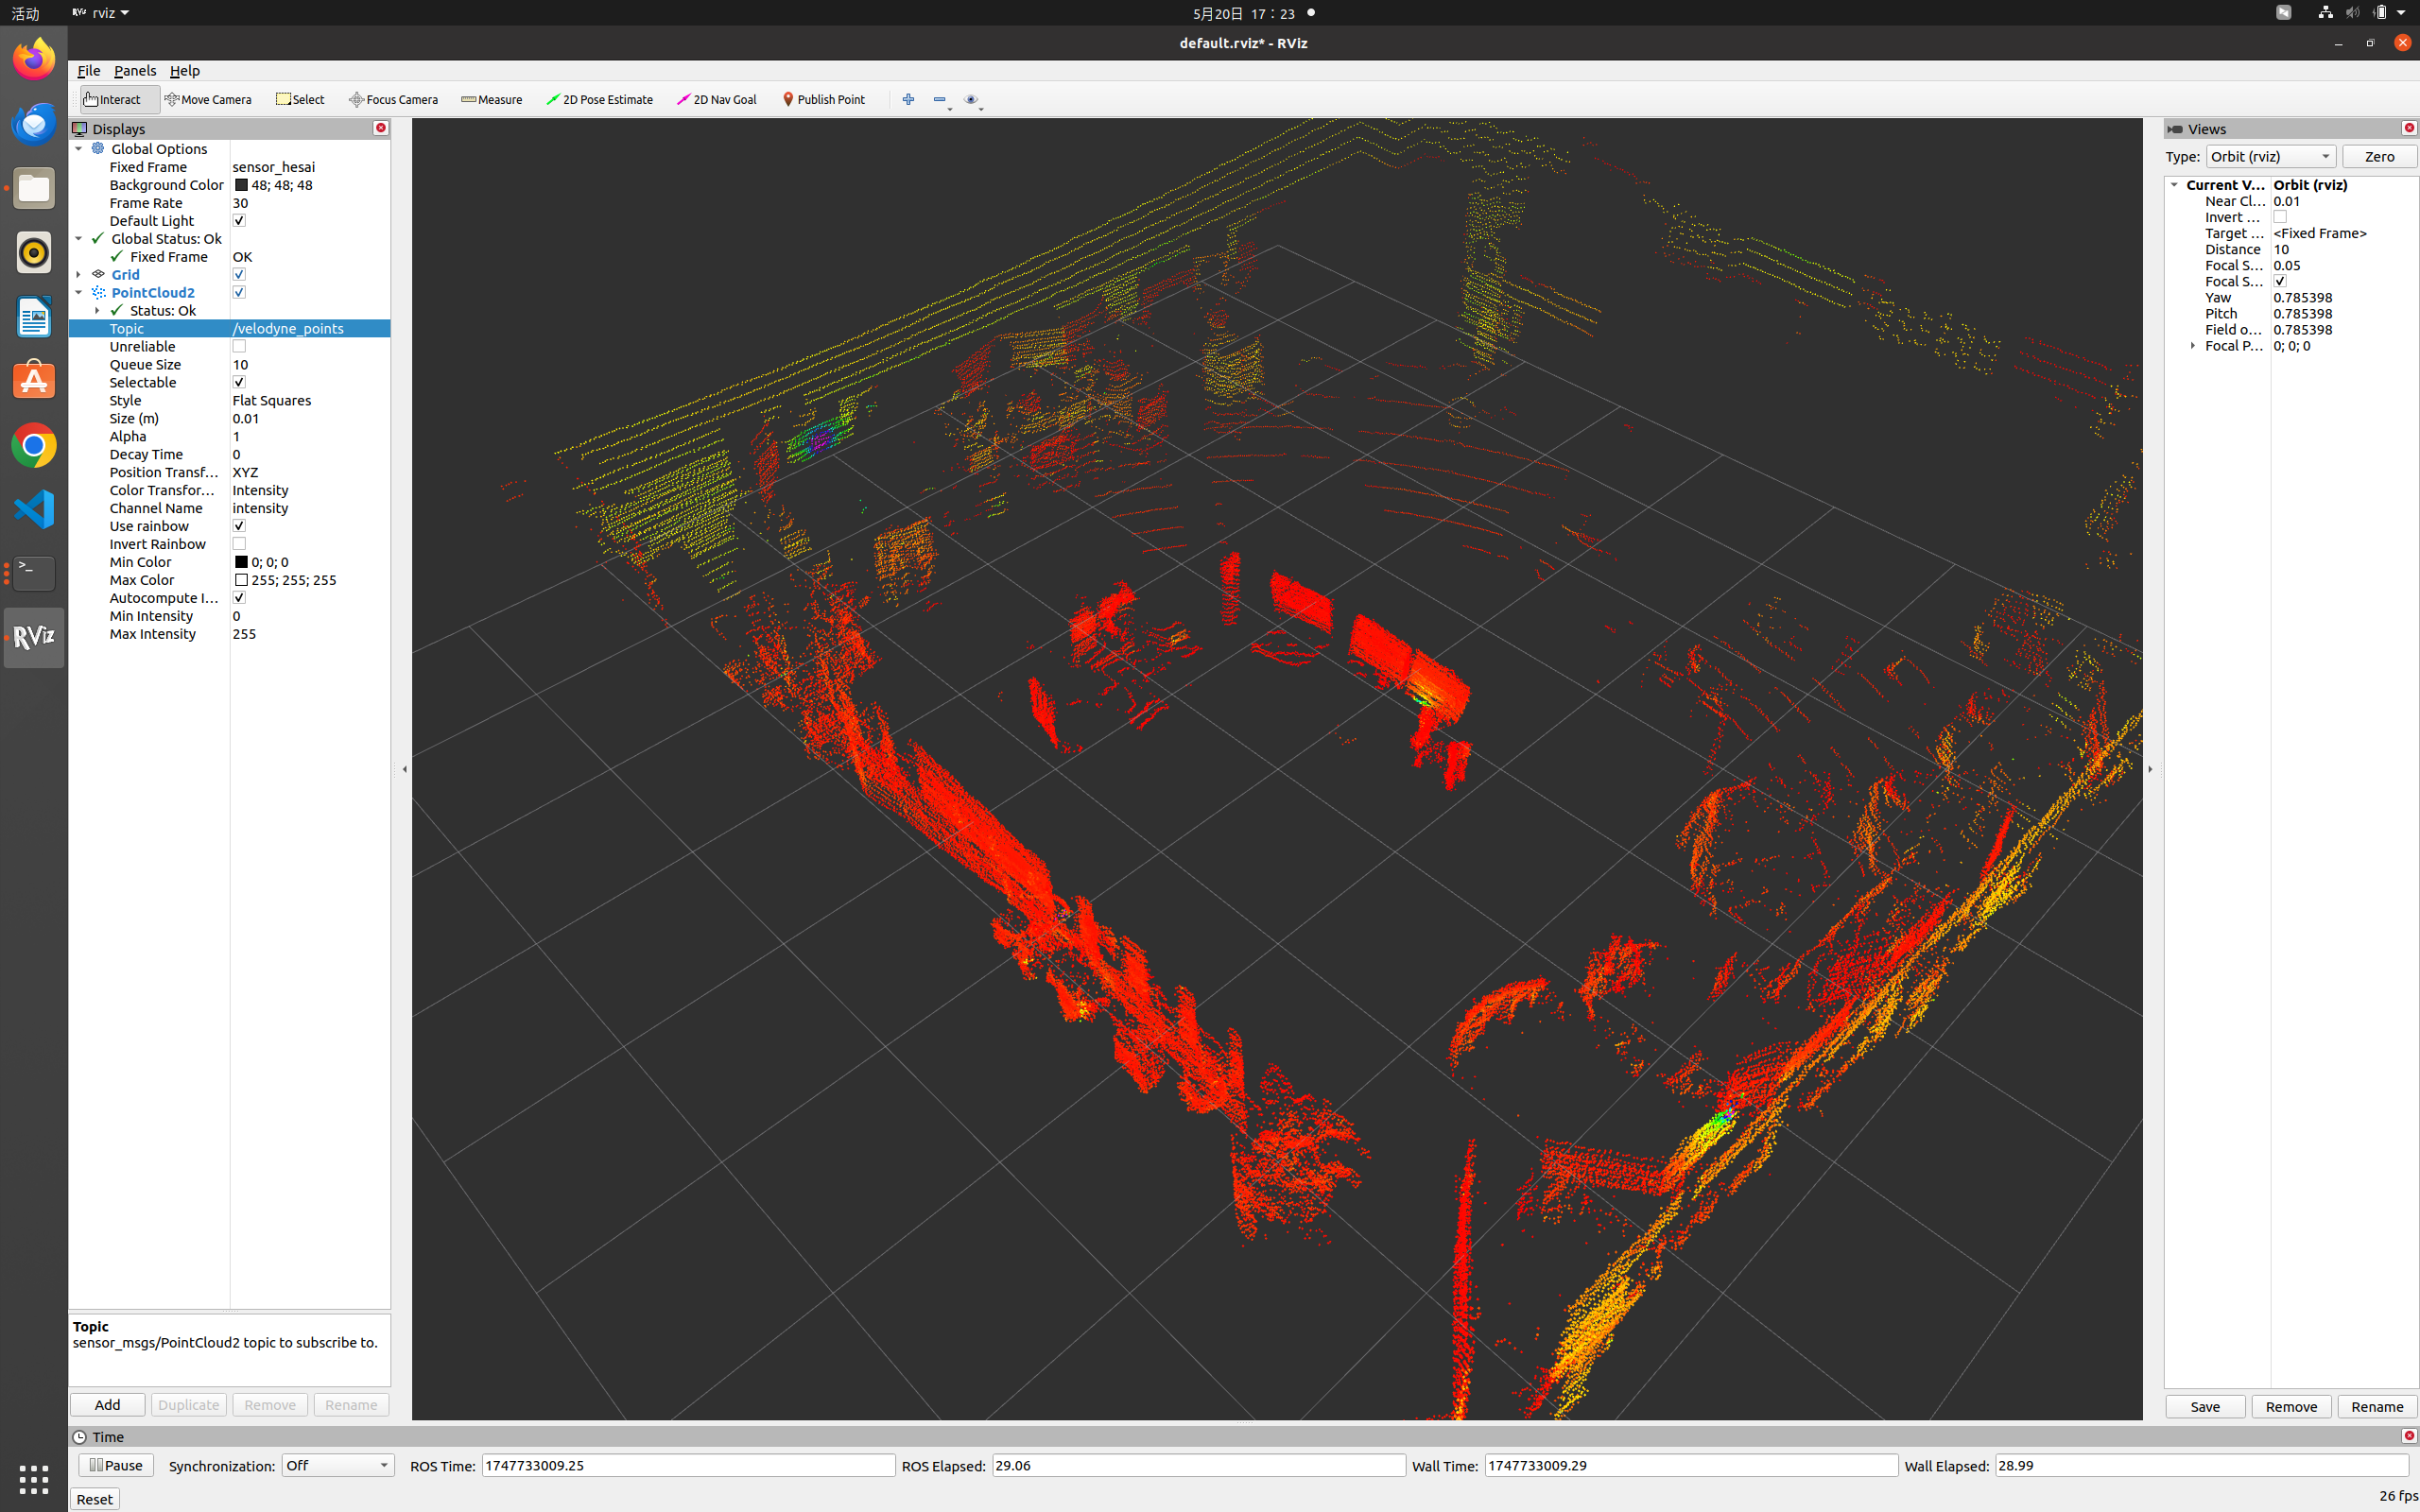 活动 rviz 5月20日 17：23
default.rviz* - RViz
File Panels Help
Interact Move Camera Select Focus Camera Measure 2D Pose Estimate 2D Nav Goal Publish Point
Displays
Global Options
Fixed Frame sensor_hesai
Background Color 48; 48; 48
Frame Rate 30
Default Light
Global Status: Ok
Fixed Frame OK
Grid
PointCloud2
Status: Ok
Topic /velodyne_points
Unreliable
Queue Size 10
Selectable
Style Flat Squares
Size (m) 0.01
Alpha 1
Decay Time 0
Position Transf... XYZ
Color Transfor... Intensity
Channel Name intensity
Use rainbow
Invert Rainbow
Min Color 0; 0; 0
Max Color 255; 255; 255
Autocompute I...
Min Intensity 0
Max Intensity 255
RViz
Topic
sensor_msgs/PointCloud2 topic to subscribe to.
Add Duplicate Remove Rename
Views
Type: Orbit (rviz) Zero
Current V... Orbit (rviz)
Near Cl... 0.01
Invert ...
Target ... <Fixed Frame>
Distance 10
Focal S... 0.05
Focal S...
Yaw 0.785398
Pitch 0.785398
Field o... 0.785398
Focal P... 0; 0; 0
Save Remove Rename
Time
Pause Synchronization: Off ROS Time: 1747733009.25 ROS Elapsed: 29.06 Wall Time: 1747733009.29 Wall Elapsed: 28.99
Reset 26 fps